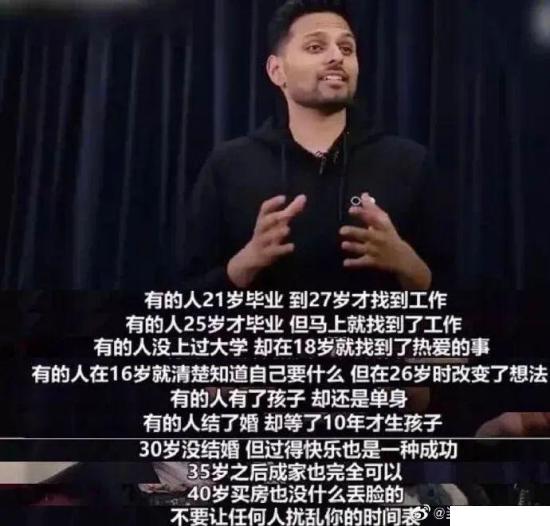 有的人21岁毕业 到27岁才找到工作
有的人25岁才毕业 但马上就找到了工作
有的人没上过大学 却在18岁就找到了热爱的事
有的人在16岁就清楚知道自己要什么 但在26岁时改变了想法
有的人有了孩子 却还是单身
有的人结了婚 却等了10年才生孩子
30岁没结婚 但过得快乐也是一种成功
35岁之后成家也完全可以
40岁买房也没什么丢脸的
不要让任何人扰乱你的时间表